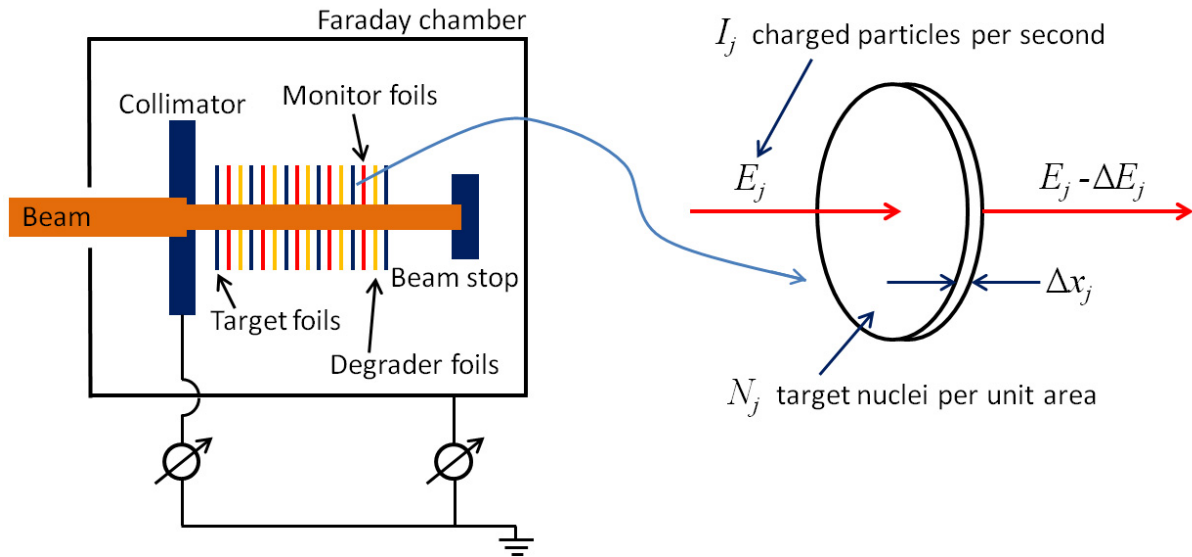 Faraday chamber
Collimator
Monitor foils
Beam
Beam stop
Target foils
Degrader foils
I_j charged particles per second
E_j
E_j - ΔE_j
Δx_j
N_j target nuclei per unit area